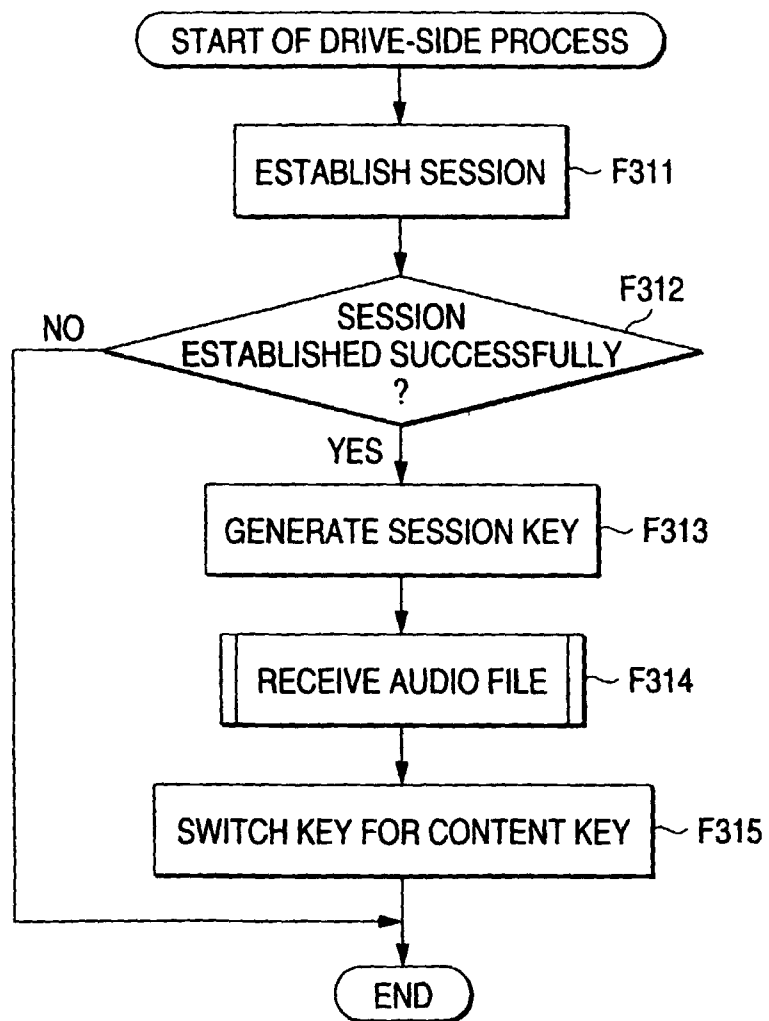 START OF DRIVE-SIDE PROCESS
ESTABLISH SESSION
F311
F312
SESSION
ESTABLISHED SUCCESSFULLY
?
NO
YES
GENERATE SESSION KEY
F313
RECEIVE AUDIO FILE
F314
SWITCH KEY FOR CONTENT KEY
F315
END